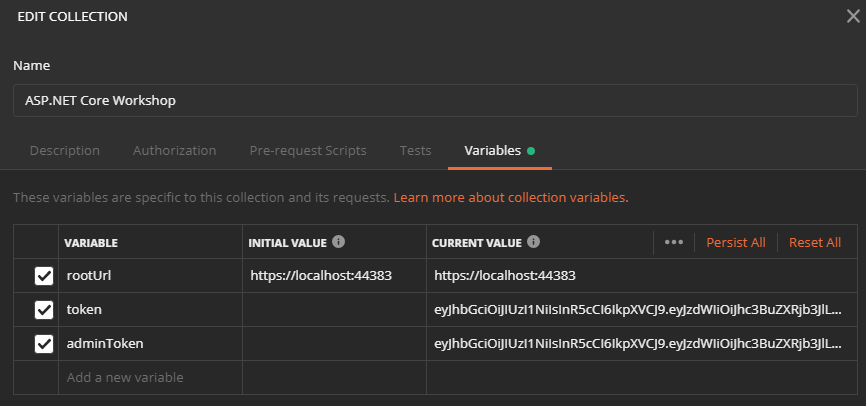 EDIT COLLECTION
Name
ASP.NET Core Workshop
Description Authorization Pre-request Scripts Tests Variables
These variables are specific to this collection and its requests. Learn more about collection variables.
VARIABLE INITIAL VALUE CURRENT VALUE ••• Persist All Reset All
rootUrl https://localhost:44383 https://localhost:44383
token eyJhbGciOiJIUzI1NiIsInR5cCI6IkpXVCJ9.eyJzdWIiOiJhc3BuZXRjb3JlL...
adminToken eyJhbGciOiJIUzI1NiIsInR5cCI6IkpXVCJ9.eyJzdWIiOiJhc3BuZXRjb3JlL...
Add a new variable